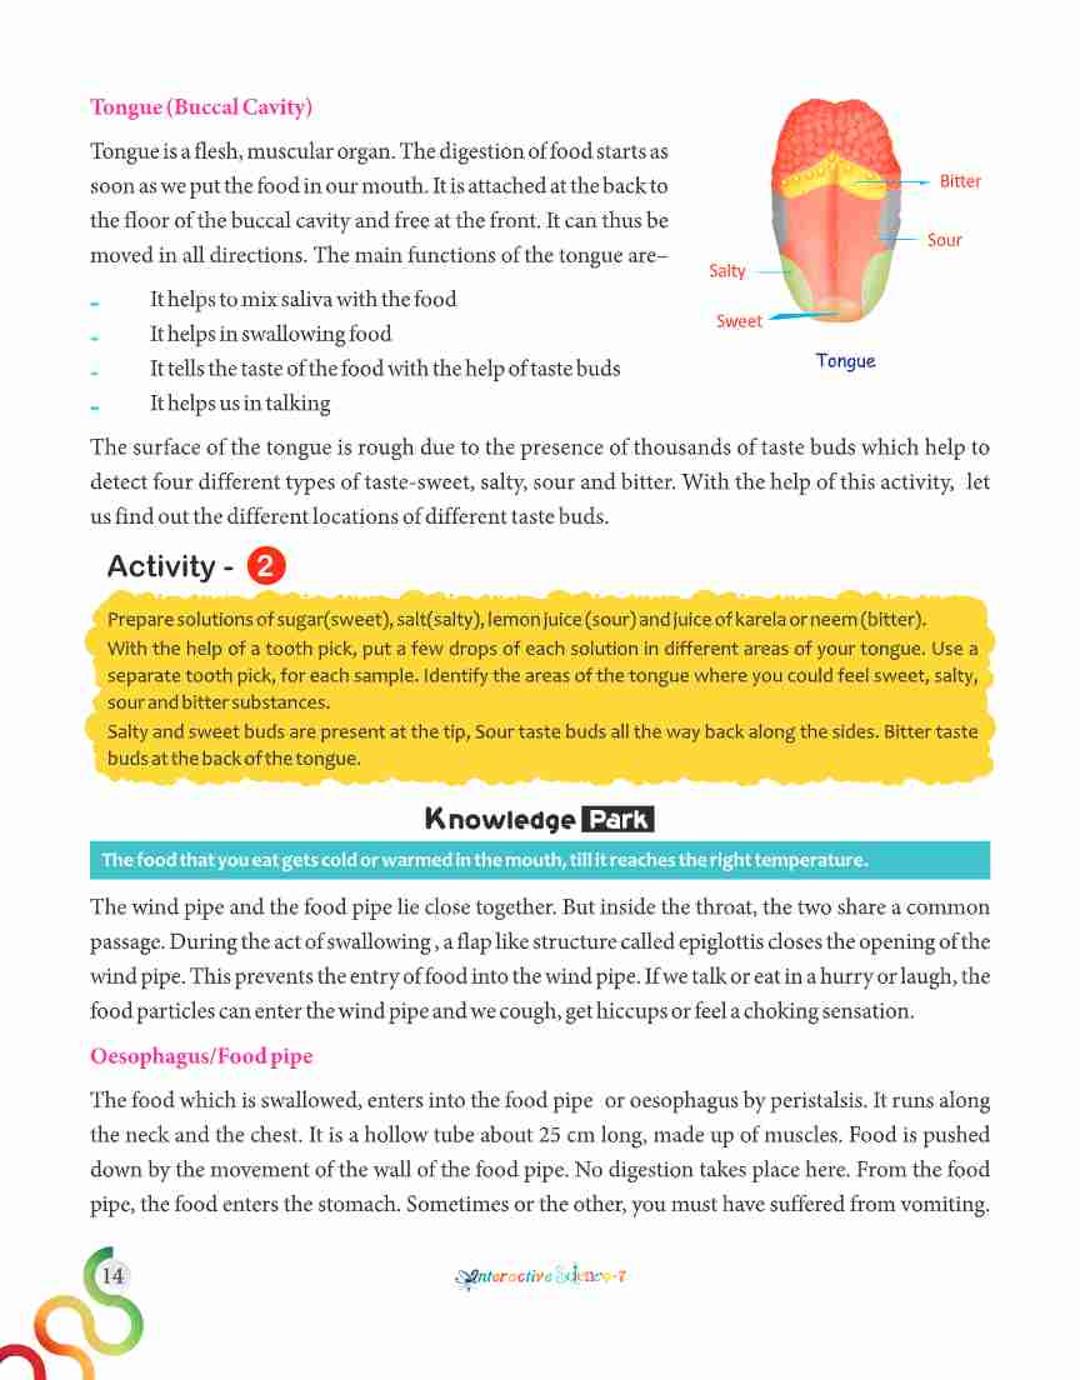 Tongue (Buccal Cavity)
Tongue is a flesh, muscular organ. The digestion of food starts as
soon as we put the food in our mouth. It is attached at the back to
the floor of the buccal cavity and free at the front. It can thus be
moved in all directions. The main functions of the tongue are–
- It helps to mix saliva with the food
- It helps in swallowing food
- It tells the taste of the food with the help of taste buds
- It helps us in talking
Bitter
Sour
Salty
Sweet
Tongue
The surface of the tongue is rough due to the presence of thousands of taste buds which help to
detect four different types of taste-sweet, salty, sour and bitter. With the help of this activity, let
us find out the different locations of different taste buds.
Activity - 2
Prepare solutions of sugar(sweet), salt(salty), lemon juice (sour) and juice of karela or neem (bitter).
With the help of a tooth pick, put a few drops of each solution in different areas of your tongue. Use a
separate tooth pick, for each sample. Identify the areas of the tongue where you could feel sweet, salty,
sour and bitter substances.
Salty and sweet buds are present at the tip, Sour taste buds all the way back along the sides. Bitter taste
buds at the back of the tongue.
Knowledge Park
The food that you eat gets cold or warmed in the mouth, till it reaches the right temperature.
The wind pipe and the food pipe lie close together. But inside the throat, the two share a common
passage. During the act of swallowing , a flap like structure called epiglottis closes the opening of the
wind pipe. This prevents the entry of food into the wind pipe. If we talk or eat in a hurry or laugh, the
food particles can enter the wind pipe and we cough, get hiccups or feel a choking sensation.
Oesophagus/Food pipe
The food which is swallowed, enters into the food pipe or oesophagus by peristalsis. It runs along
the neck and the chest. It is a hollow tube about 25 cm long, made up of muscles. Food is pushed
down by the movement of the wall of the food pipe. No digestion takes place here. From the food
pipe, the food enters the stomach. Sometimes or the other, you must have suffered from vomiting.
14
Interactive Science-7